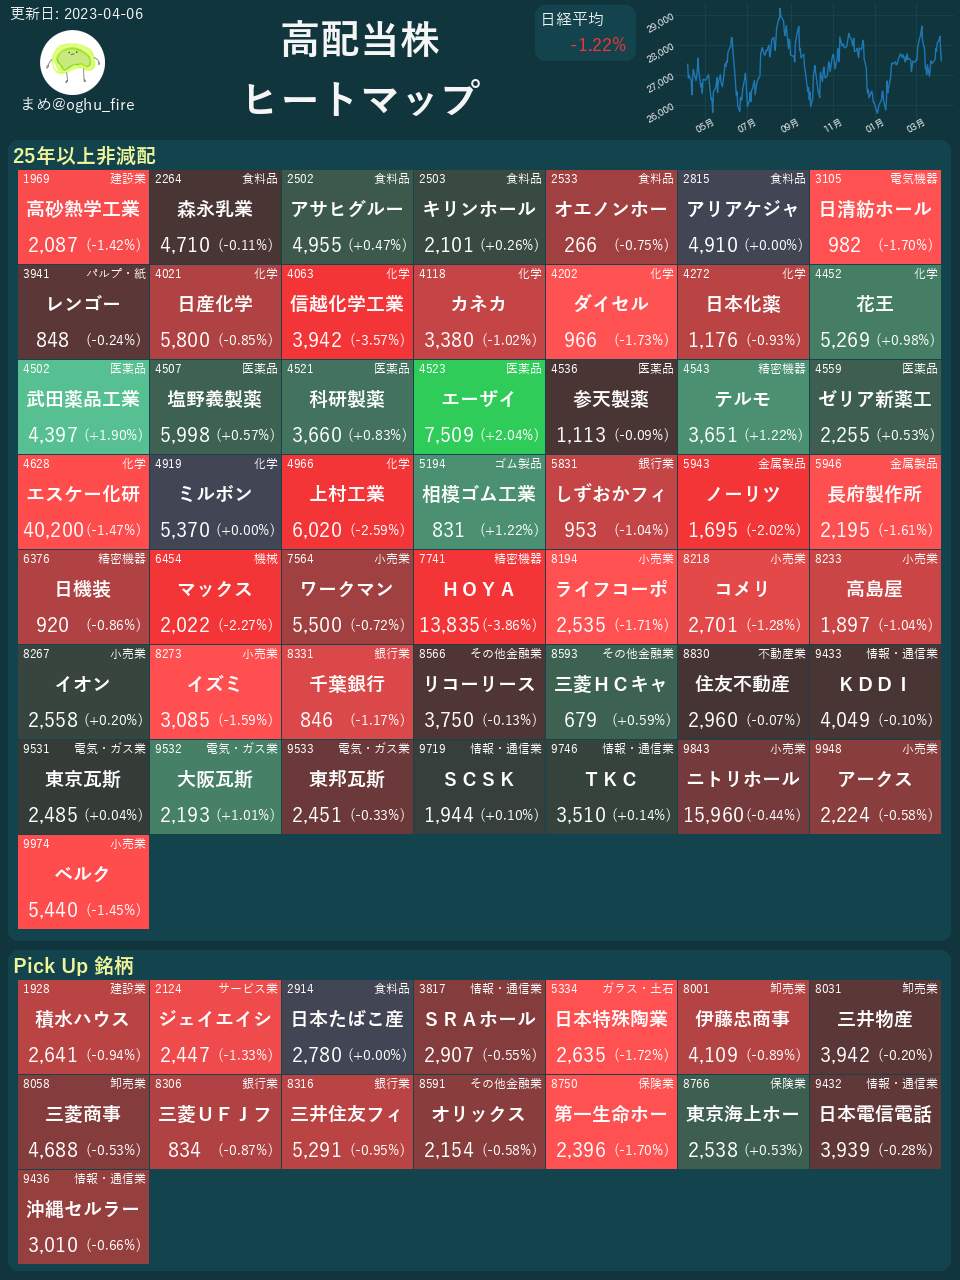 更新日: 2023-04-06
まめ@oghu_fire
高配当株
ヒートマップ
日経平均
-1.22%
29,000
28,000
27,000
26,000
05月 07月 09月 11月 01月 03月
25年以上非減配
1969 建設業 2264 食料品 2502 食料品 2503 食料品 2533 食料品 2815 食料品 3105 電気機器
高砂熱学工業 森永乳業 アサヒグルー キリンホール オエノンホー アリアケジャ 日清紡ホール
2,087 (-1.42%) 4,710 (-0.11%) 4,955 (+0.47%) 2,101 (+0.26%) 266 (-0.75%) 4,910 (+0.00%) 982 (-1.70%)
3941 パルプ・紙 4021 化学 4063 化学 4118 化学 4202 化学 4272 化学 4452 化学
レンゴー 日産化学 信越化学工業 カネカ ダイセル 日本化薬 花王
848 (-0.24%) 5,800 (-0.85%) 3,942 (-3.57%) 3,380 (-1.02%) 966 (-1.73%) 1,176 (-0.93%) 5,269 (+0.98%)
4502 医薬品 4507 医薬品 4521 医薬品 4523 医薬品 4536 医薬品 4543 精密機器 4559 医薬品
武田薬品工業 塩野義製薬 科研製薬 エーザイ 参天製薬 テルモ ゼリア新薬工
4,397 (+1.90%) 5,998 (+0.57%) 3,660 (+0.83%) 7,509 (+2.04%) 1,113 (-0.09%) 3,651 (+1.22%) 2,255 (+0.53%)
4628 化学 4919 化学 4966 化学 5194 ゴム製品 5831 銀行業 5943 金属製品 5946 金属製品
エスケー化研 ミルボン 上村工業 相模ゴム工業 しずおかフィ ノーリツ 長府製作所
40,200 (-1.47%) 5,370 (+0.00%) 6,020 (-2.59%) 831 (+1.22%) 953 (-1.04%) 1,695 (-2.02%) 2,195 (-1.61%)
6376 精密機器 6454 機械 7564 小売業 7741 精密機器 8194 小売業 8218 小売業 8233 小売業
日機装 マックス ワークマン ＨＯＹＡ ライフコーポ コメリ 高島屋
920 (-0.86%) 2,022 (-2.27%) 5,500 (-0.72%) 13,835 (-3.86%) 2,535 (-1.71%) 2,701 (-1.28%) 1,897 (-1.04%)
8267 小売業 8273 小売業 8331 銀行業 8566 その他金融業 8593 その他金融業 8830 不動産業 9433 情報・通信業
イオン イズミ 千葉銀行 リコーリース 三菱ＨＣキャ 住友不動産 ＫＤＤＩ
2,558 (+0.20%) 3,085 (-1.59%) 846 (-1.17%) 3,750 (-0.13%) 679 (+0.59%) 2,960 (-0.07%) 4,049 (-0.10%)
9531 電気・ガス業 9532 電気・ガス業 9533 電気・ガス業 9719 情報・通信業 9746 情報・通信業 9843 小売業 9948 小売業
東京瓦斯 大阪瓦斯 東邦瓦斯 ＳＣＳＫ ＴＫＣ ニトリホール アークス
2,485 (+0.04%) 2,193 (+1.01%) 2,451 (-0.33%) 1,944 (+0.10%) 3,510 (+0.14%) 15,960 (-0.44%) 2,224 (-0.58%)
9974 小売業
ベルク
5,440 (-1.45%)
Pick Up 銘柄
1928 建設業 2124 サービス業 2914 食料品 3817 情報・通信業 5334 ガラス・土石 8001 卸売業 8031 卸売業
積水ハウス ジェイエイシ 日本たばこ産 ＳＲＡホール 日本特殊陶業 伊藤忠商事 三井物産
2,641 (-0.94%) 2,447 (-1.33%) 2,780 (+0.00%) 2,907 (-0.55%) 2,635 (-1.72%) 4,109 (-0.89%) 3,942 (-0.20%)
8058 卸売業 8306 銀行業 8316 銀行業 8591 その他金融業 8750 保険業 8766 保険業 9432 情報・通信業
三菱商事 三菱ＵＦＪフ 三井住友フィ オリックス 第一生命ホー 東京海上ホー 日本電信電話
4,688 (-0.53%) 834 (-0.87%) 5,291 (-0.95%) 2,154 (-0.58%) 2,396 (-1.70%) 2,538 (+0.53%) 3,939 (-0.28%)
9436 情報・通信業
沖縄セルラー
3,010 (-0.66%)